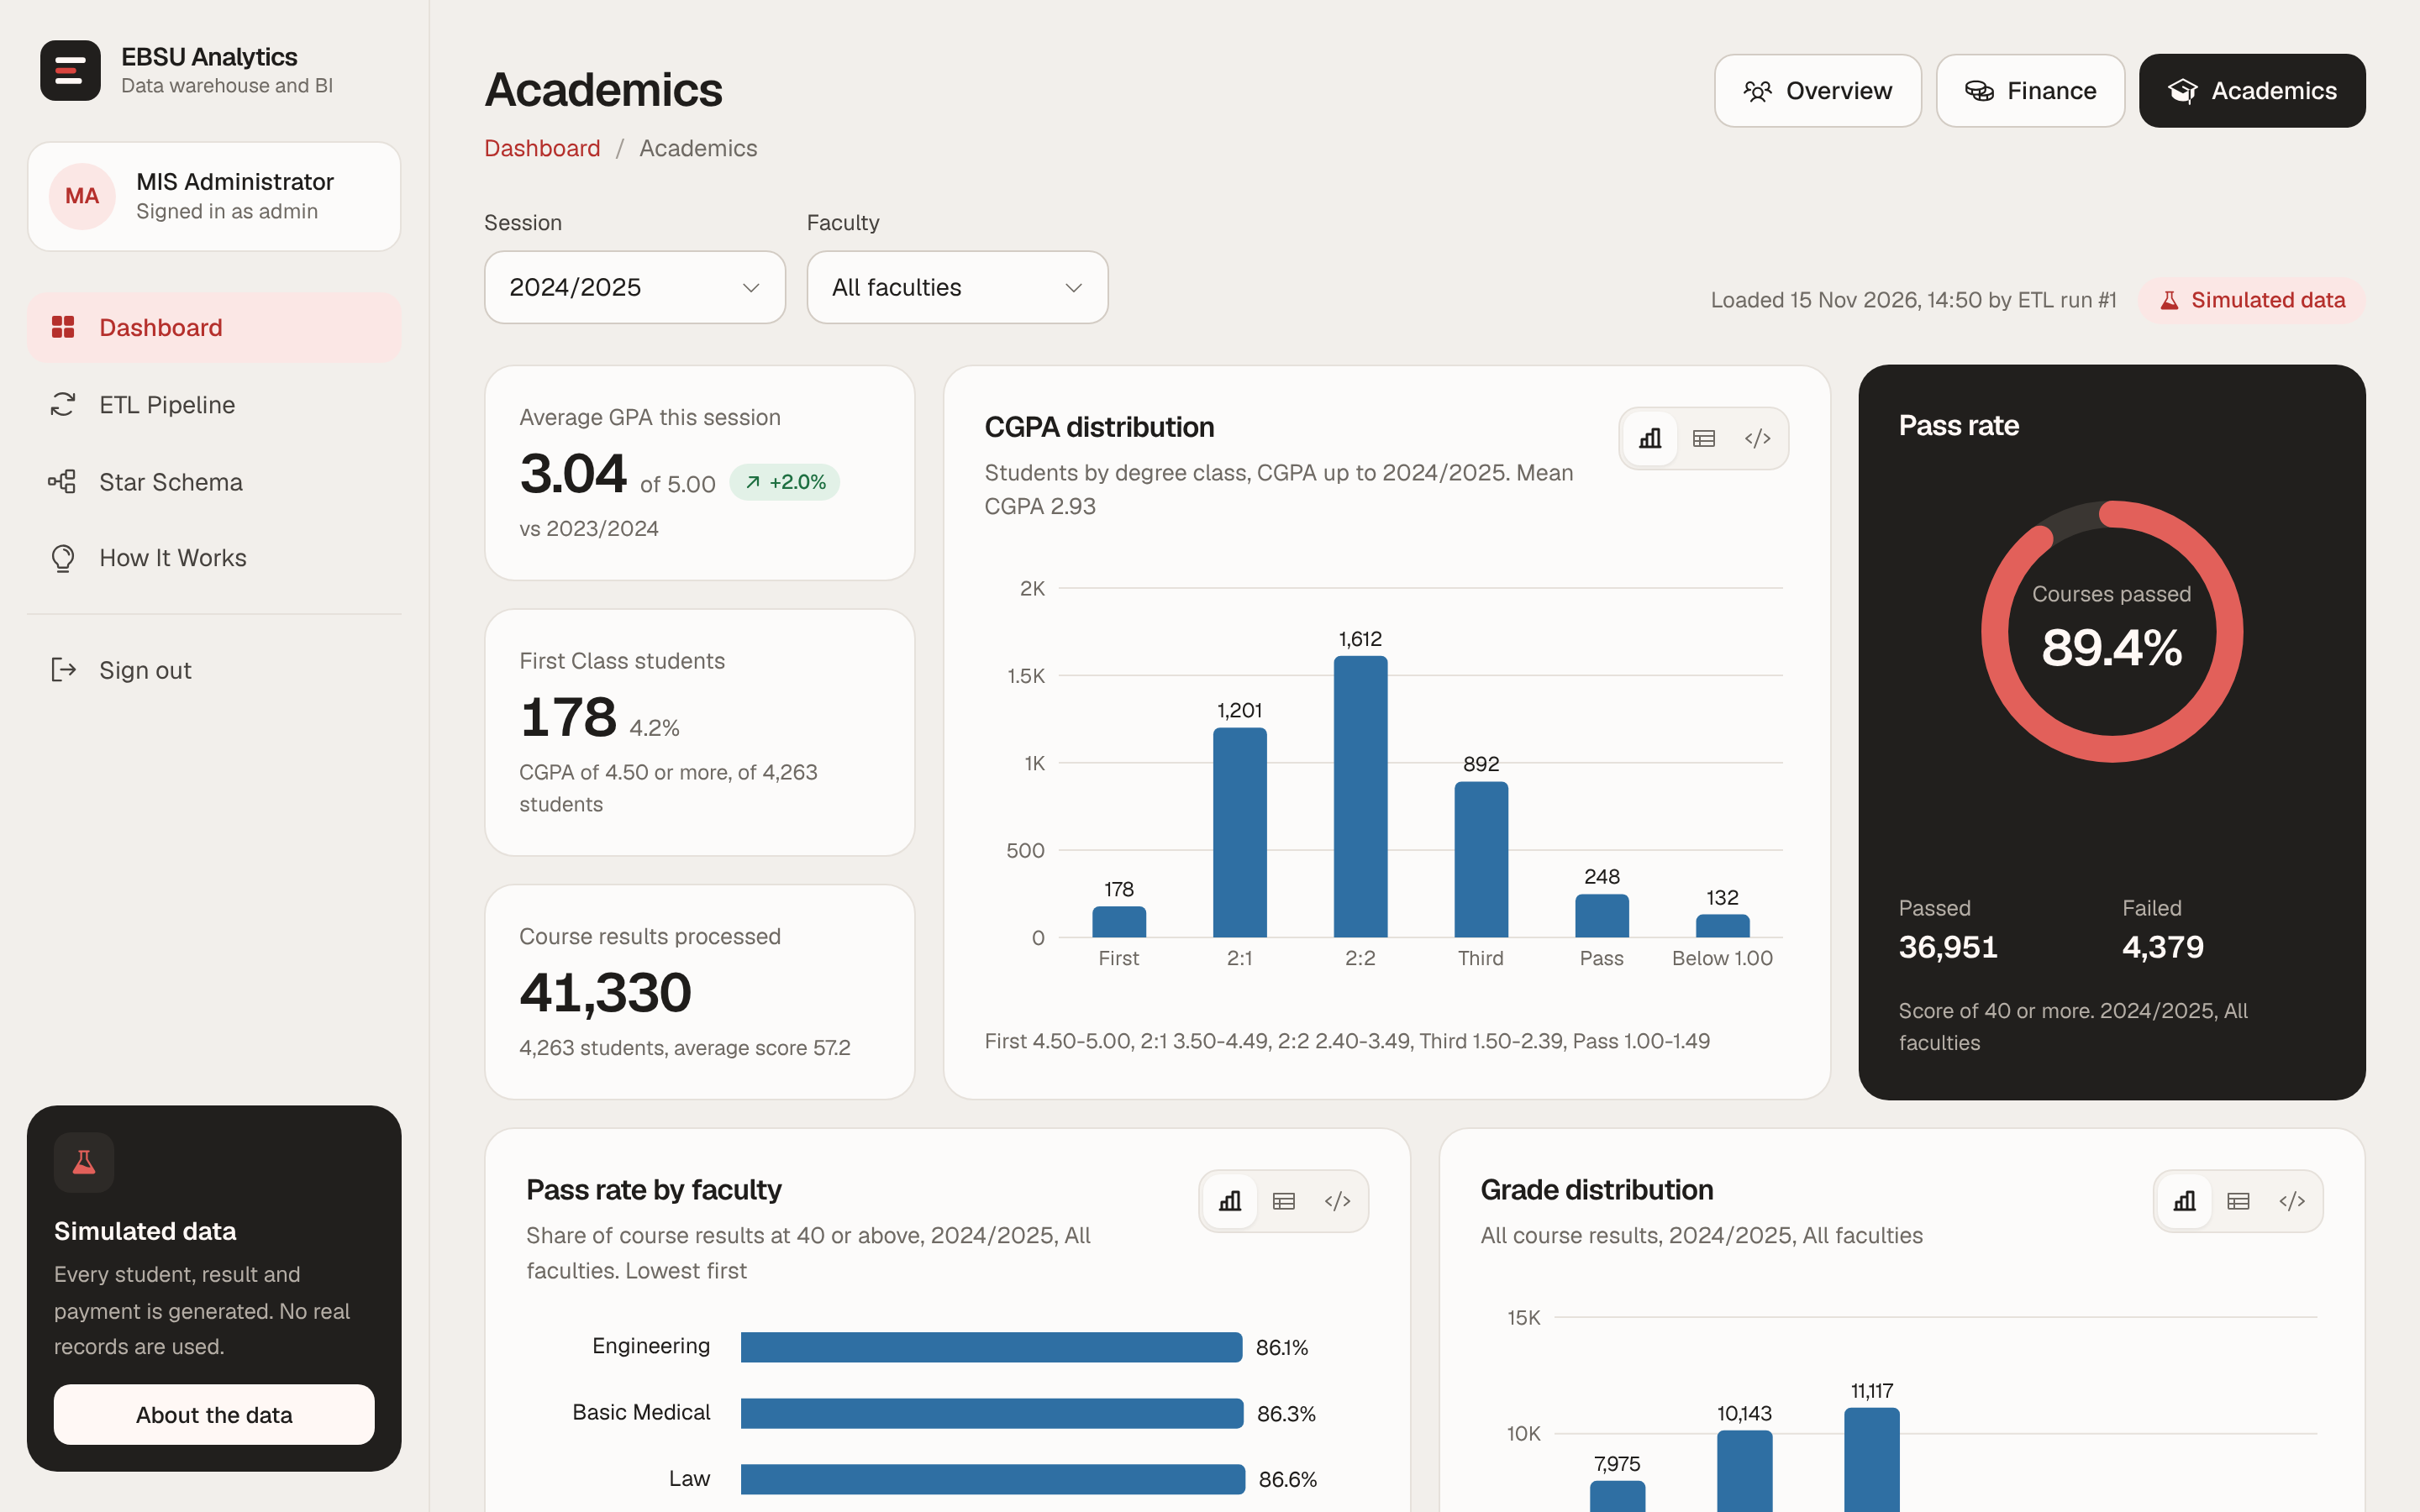 EBSU Analytics
Data warehouse and BI
MA
MIS Administrator
Signed in as admin
Dashboard
ETL Pipeline
Star Schema
How It Works
Sign out
Simulated data
Every student, result and
payment is generated. No real
records are used.
About the data
Academics
Dashboard / Academics
Overview
Finance
Academics
Session
Faculty
2024/2025
All faculties
Loaded 15 Nov 2026, 14:50 by ETL run #1
Simulated data
Average GPA this session
3.04 of 5.00 +2.0%
vs 2023/2024
First Class students
178 4.2%
CGPA of 4.50 or more, of 4,263
students
Course results processed
41,330
4,263 students, average score 57.2
CGPA distribution
</>
Students by degree class, CGPA up to 2024/2025. Mean
CGPA 2.93
2K
1.5K
1K
500
0
178
1,201
1,612
892
248
132
First
2:1
2:2
Third
Pass
Below 1.00
First 4.50-5.00, 2:1 3.50-4.49, 2:2 2.40-3.49, Third 1.50-2.39, Pass 1.00-1.49
Pass rate
Courses passed
89.4%
Passed
36,951
Failed
4,379
Score of 40 or more. 2024/2025, All
faculties
Pass rate by faculty
</>
Share of course results at 40 or above, 2024/2025, All
faculties. Lowest first
Engineering 86.1%
Basic Medical 86.3%
Law 86.6%
Grade distribution
</>
All course results, 2024/2025, All faculties
15K
10K
7,975
10,143
11,117